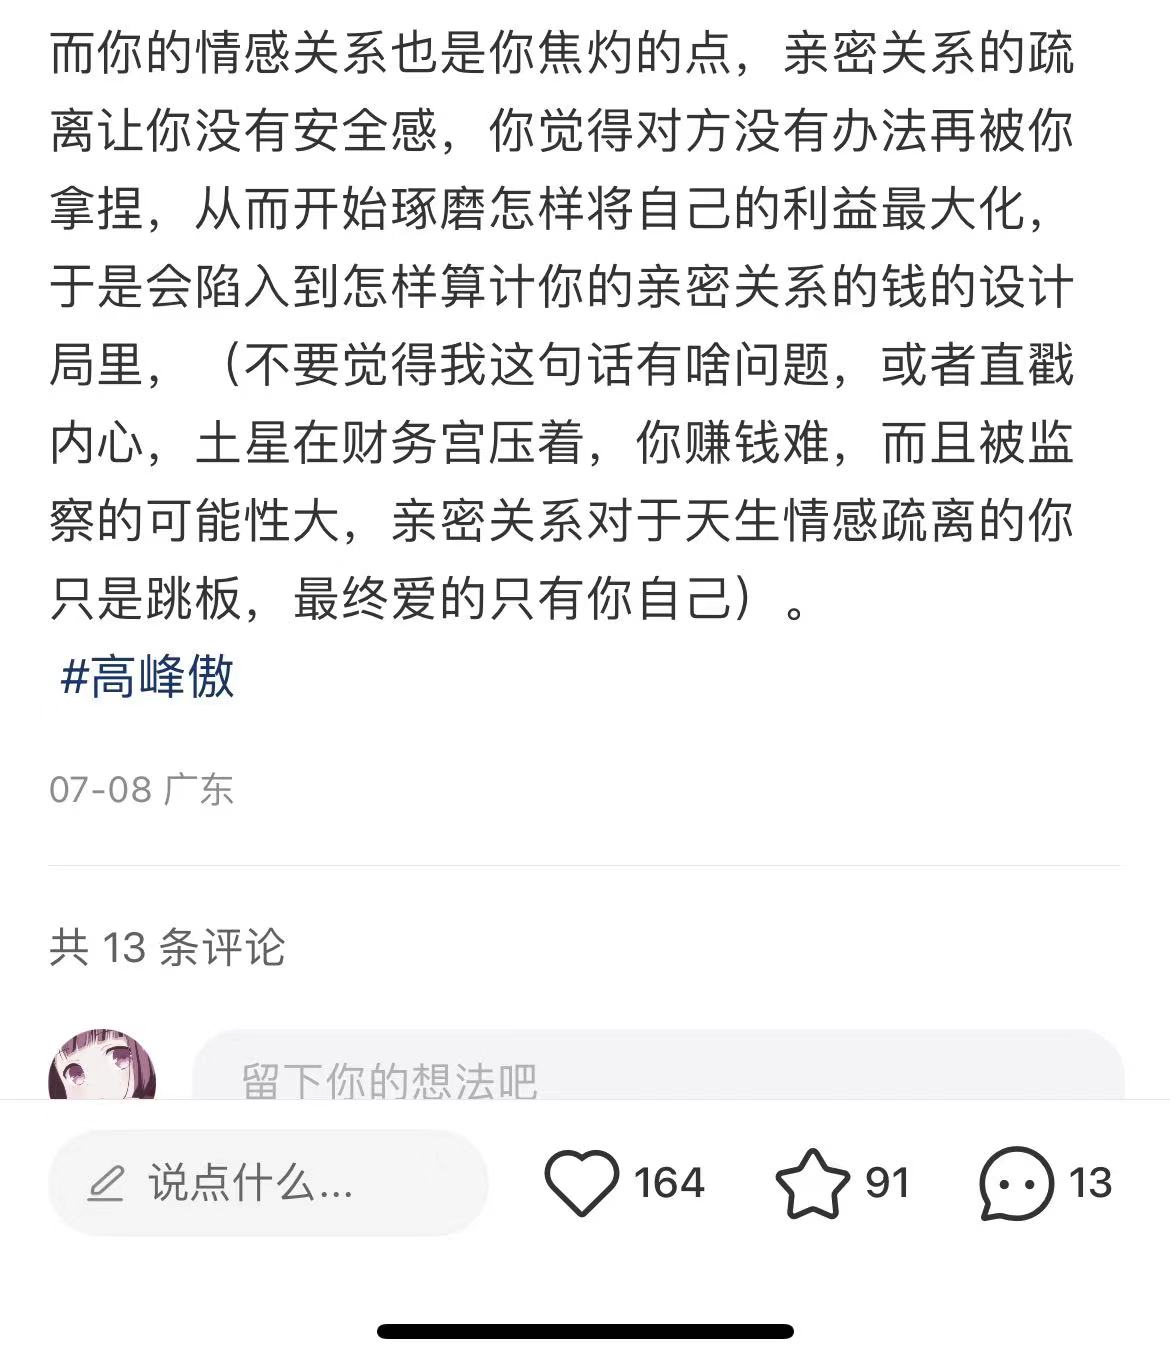 而你的情感关系也是你焦灼的点，亲密关系的疏
离让你没有安全感，你觉得对方没有办法再被你
拿捏，从而开始琢磨怎样将自己的利益最大化，
于是会陷入到怎样算计你的亲密关系的钱的设计
局里，（不要觉得我这句话有啥问题，或者直戳
内心，土星在财务宫压着，你赚钱难，而且被监
察的可能性大，亲密关系对于天生情感疏离的你
只是跳板，最终爱的只有你自己）。
#高峰傲
07-08 广东
共 13 条评论
留下你的想法吧
说点什么...
164
91
13